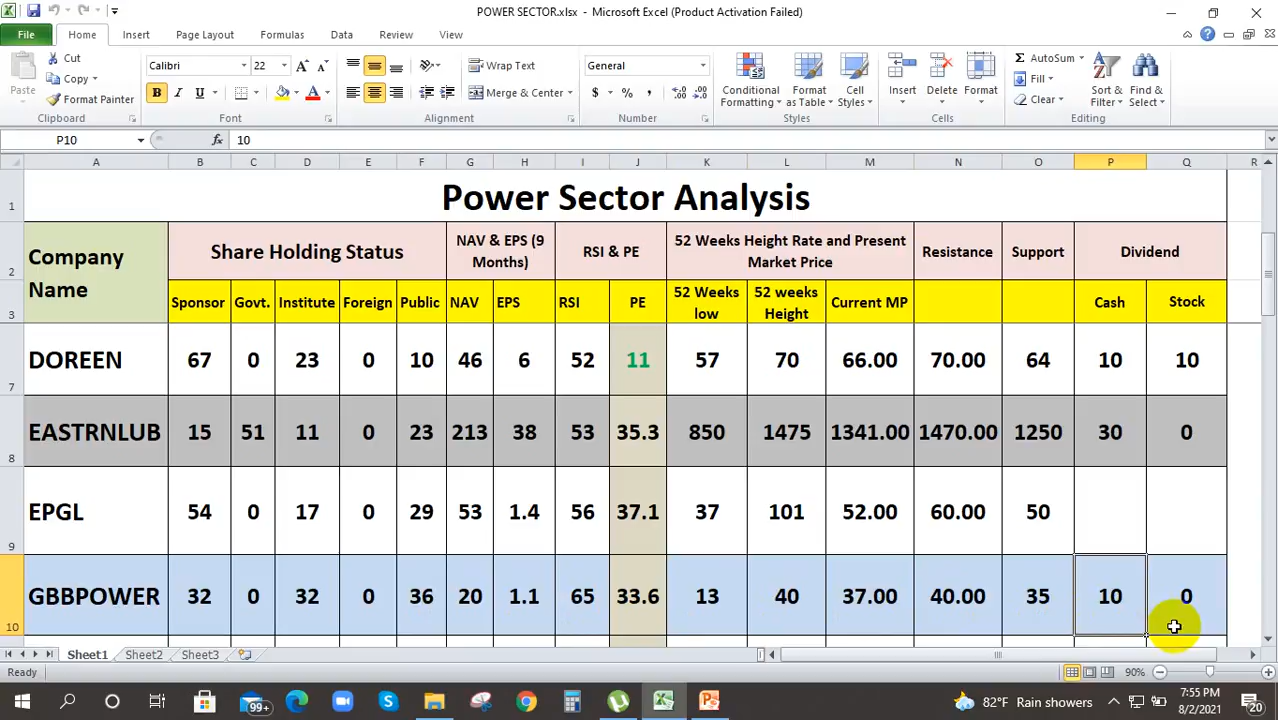 POWER SECTOR.xlsx - Microsoft Excel (Product Activation Failed)
File Home Insert Page Layout Formulas Data Review View
Paste
Cut
Copy
Format Painter
Clipboard
Calibri 22 A A
B I U A
Font
Wrap Text
Merge & Center
Alignment
General
$ % ,
Number
Conditional Formatting
Format as Table
Cell Styles
Styles
Insert Delete Format
Cells
Σ AutoSum
Fill
Clear
Sort & Filter
Find & Select
Editing
P10 fx 10
A B C D E F G H I J K L M N O P Q R
1 Power Sector Analysis
2 Company Name Share Holding Status NAV & EPS (9 Months) RSI & PE 52 Weeks Height Rate and Present Market Price Resistance Support Dividend
3 Sponsor Govt. Institute Foreign Public NAV EPS RSI PE 52 Weeks low 52 weeks Height Current MP Cash Stock
7 DOREEN 67 0 23 0 10 46 6 52 11 57 70 66.00 70.00 64 10 10
8 EASTRNLUB 15 51 11 0 23 213 38 53 35.3 850 1475 1341.00 1470.00 1250 30 0
9 EPGL 54 0 17 0 29 53 1.4 56 37.1 37 101 52.00 60.00 50
10 GBBPOWER 32 0 32 0 36 20 1.1 65 33.6 13 40 37.00 40.00 35 10 0
Sheet1 Sheet2 Sheet3
Ready 90%
99+ 82°F Rain showers 7:55 PM
8/2/2021 20